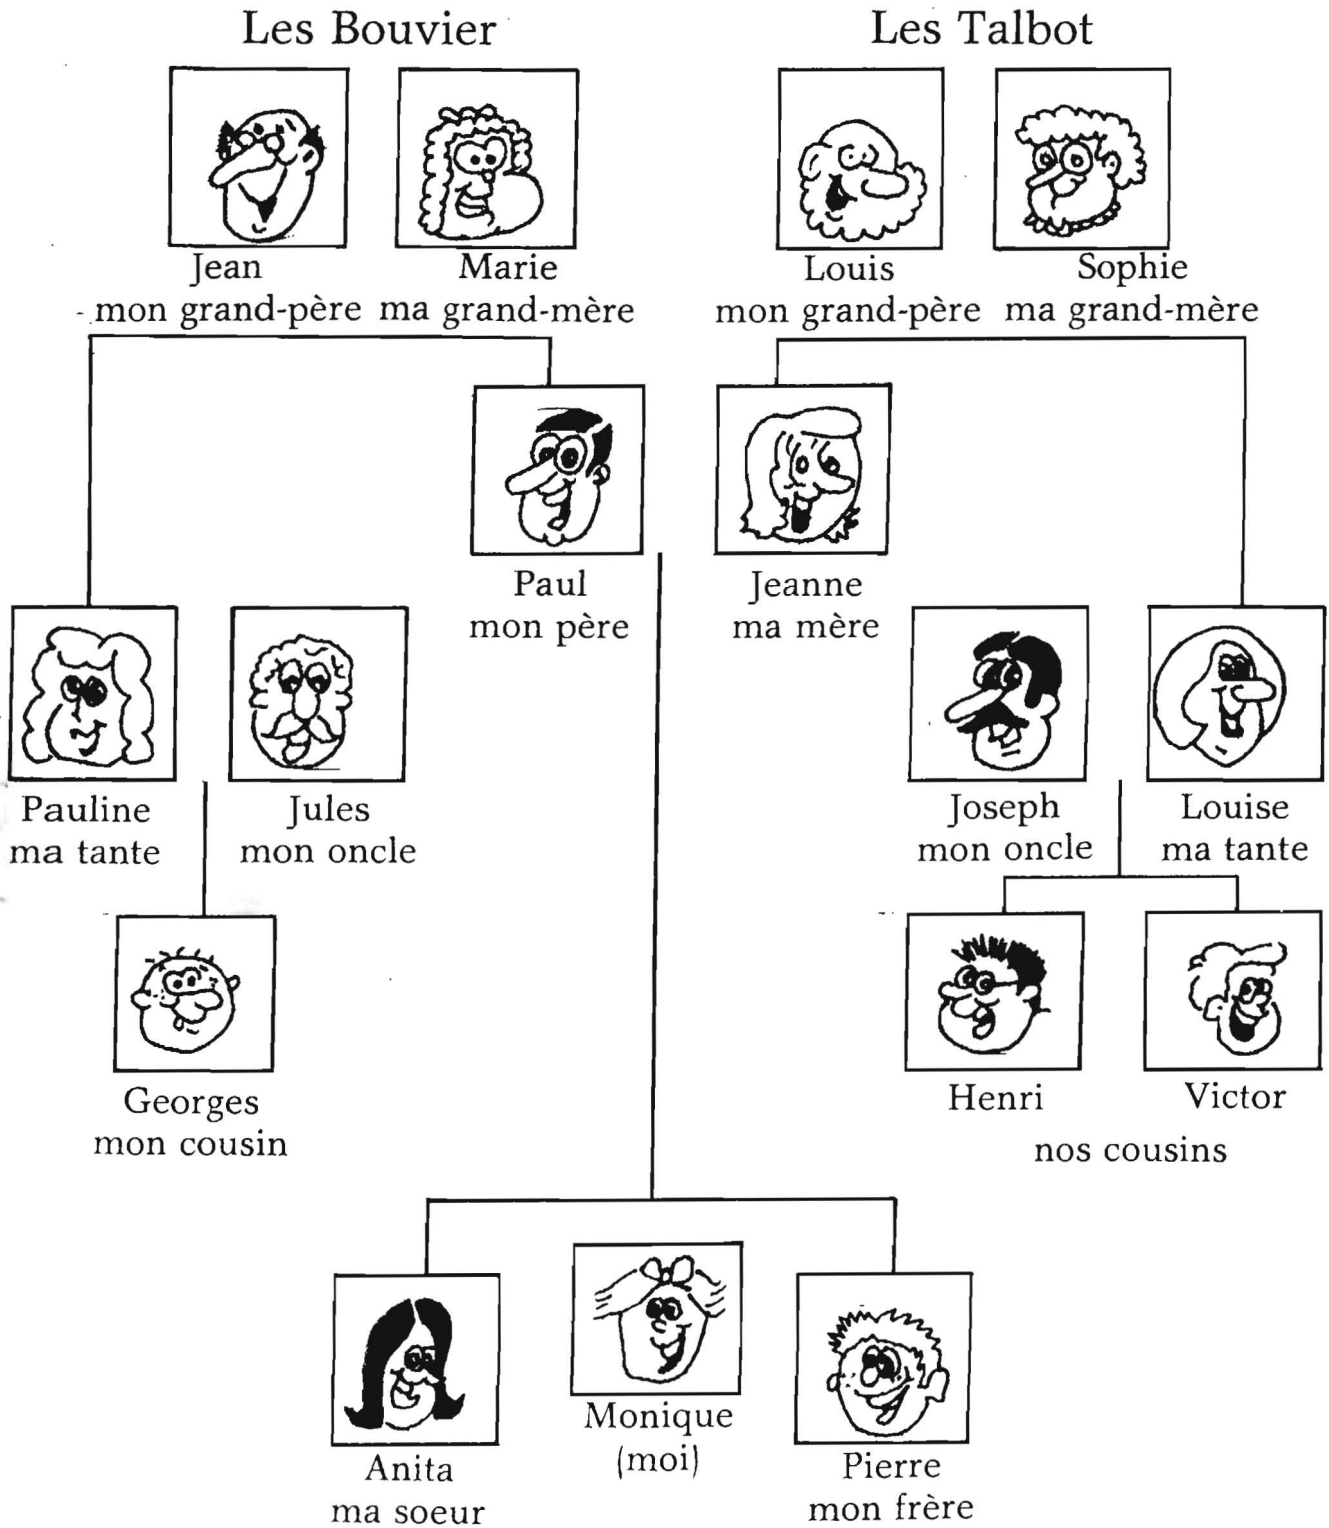 Les Bouvier
Les Talbot
Jean
mon grand-père
Marie
ma grand-mère
Louis
mon grand-père
Sophie
ma grand-mère
Paul
mon père
Jeanne
ma mère
Pauline
ma tante
Jules
mon oncle
Joseph
mon oncle
Louise
ma tante
Georges
mon cousin
Henri
Victor
nos cousins
Anita
ma soeur
Monique
(moi)
Pierre
mon frère